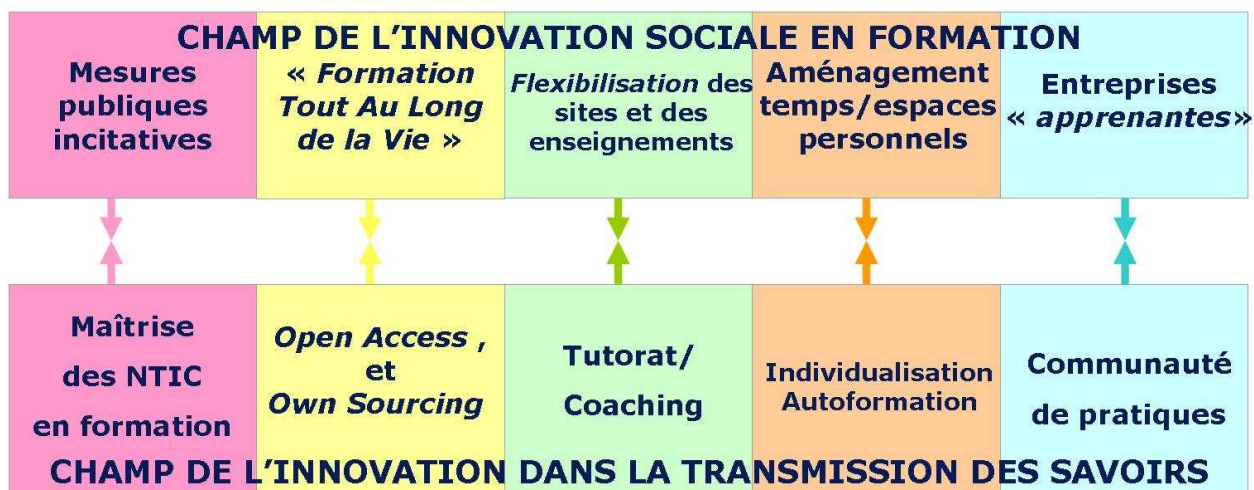 CHAMP DE L’INNOVATION SOCIALE EN FORMATION
Mesures
publiques
incitatives
« Formation
Tout Au Long
de la Vie »
Flexibilisation des
sites et des
enseignements
Aménagement
temps/espaces
personnels
Entreprises
« apprenantes»
Maîtrise
des NTIC
en formation
Open Access ,
et
Own Sourcing
Tutorat/
Coaching
Individualisation
Autoformation
Communauté
de pratiques
CHAMP DE L’INNOVATION DANS LA TRANSMISSION DES SAVOIRS